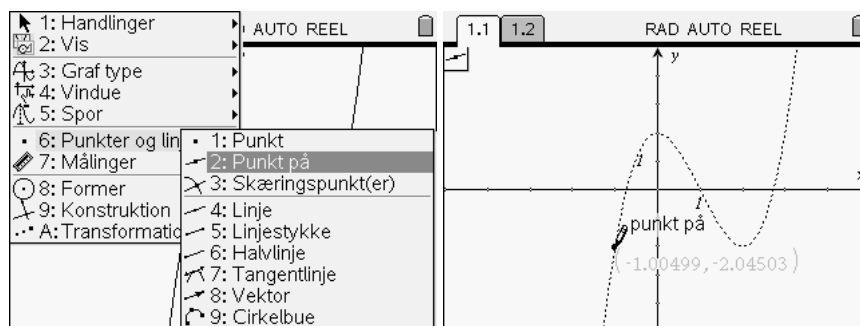 1: Handlinger
2: Vis
3: Graf type
4: Vindue
5: Spor
6: Punkter og linj
7: Målinger
8: Former
9: Konstruktion
A: Transformatio
AUTO REEL
1: Punkt
2: Punkt på
3: Skæringspunkt(er)
4: Linje
5: Linjestykke
6: Halvlinje
7: Tangentlinje
8: Vektor
9: Cirkelbue
1.1 1.2 RAD AUTO REEL
y
1
x
1
punkt på
(-1.00499,-2.04503)